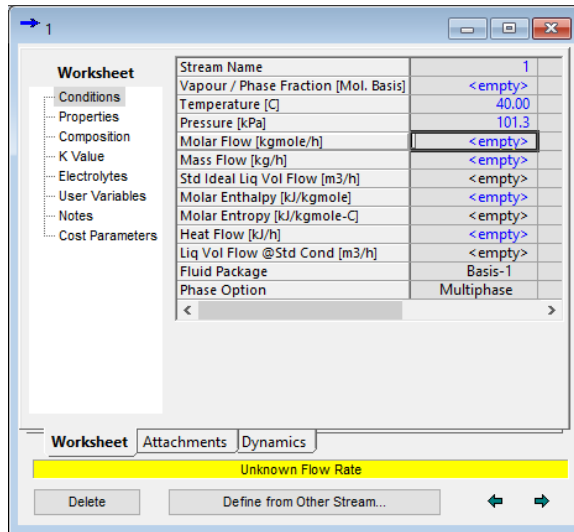 1
Worksheet
Conditions
Properties
Composition
K Value
Electrolytes
User Variables
Notes
Cost Parameters
Stream Name 1
Vapour / Phase Fraction [Mol. Basis] <empty>
Temperature [C] 40.00
Pressure [kPa] 101.3
Molar Flow [kgmole/h] <empty>
Mass Flow [kg/h] <empty>
Std Ideal Liq Vol Flow [m3/h] <empty>
Molar Enthalpy [kJ/kgmole] <empty>
Molar Entropy [kJ/kgmole-C] <empty>
Heat Flow [kJ/h] <empty>
Liq Vol Flow @Std Cond [m3/h] <empty>
Fluid Package Basis-1
Phase Option Multiphase
Worksheet Attachments Dynamics
Unknown Flow Rate
Delete Define from Other Stream...